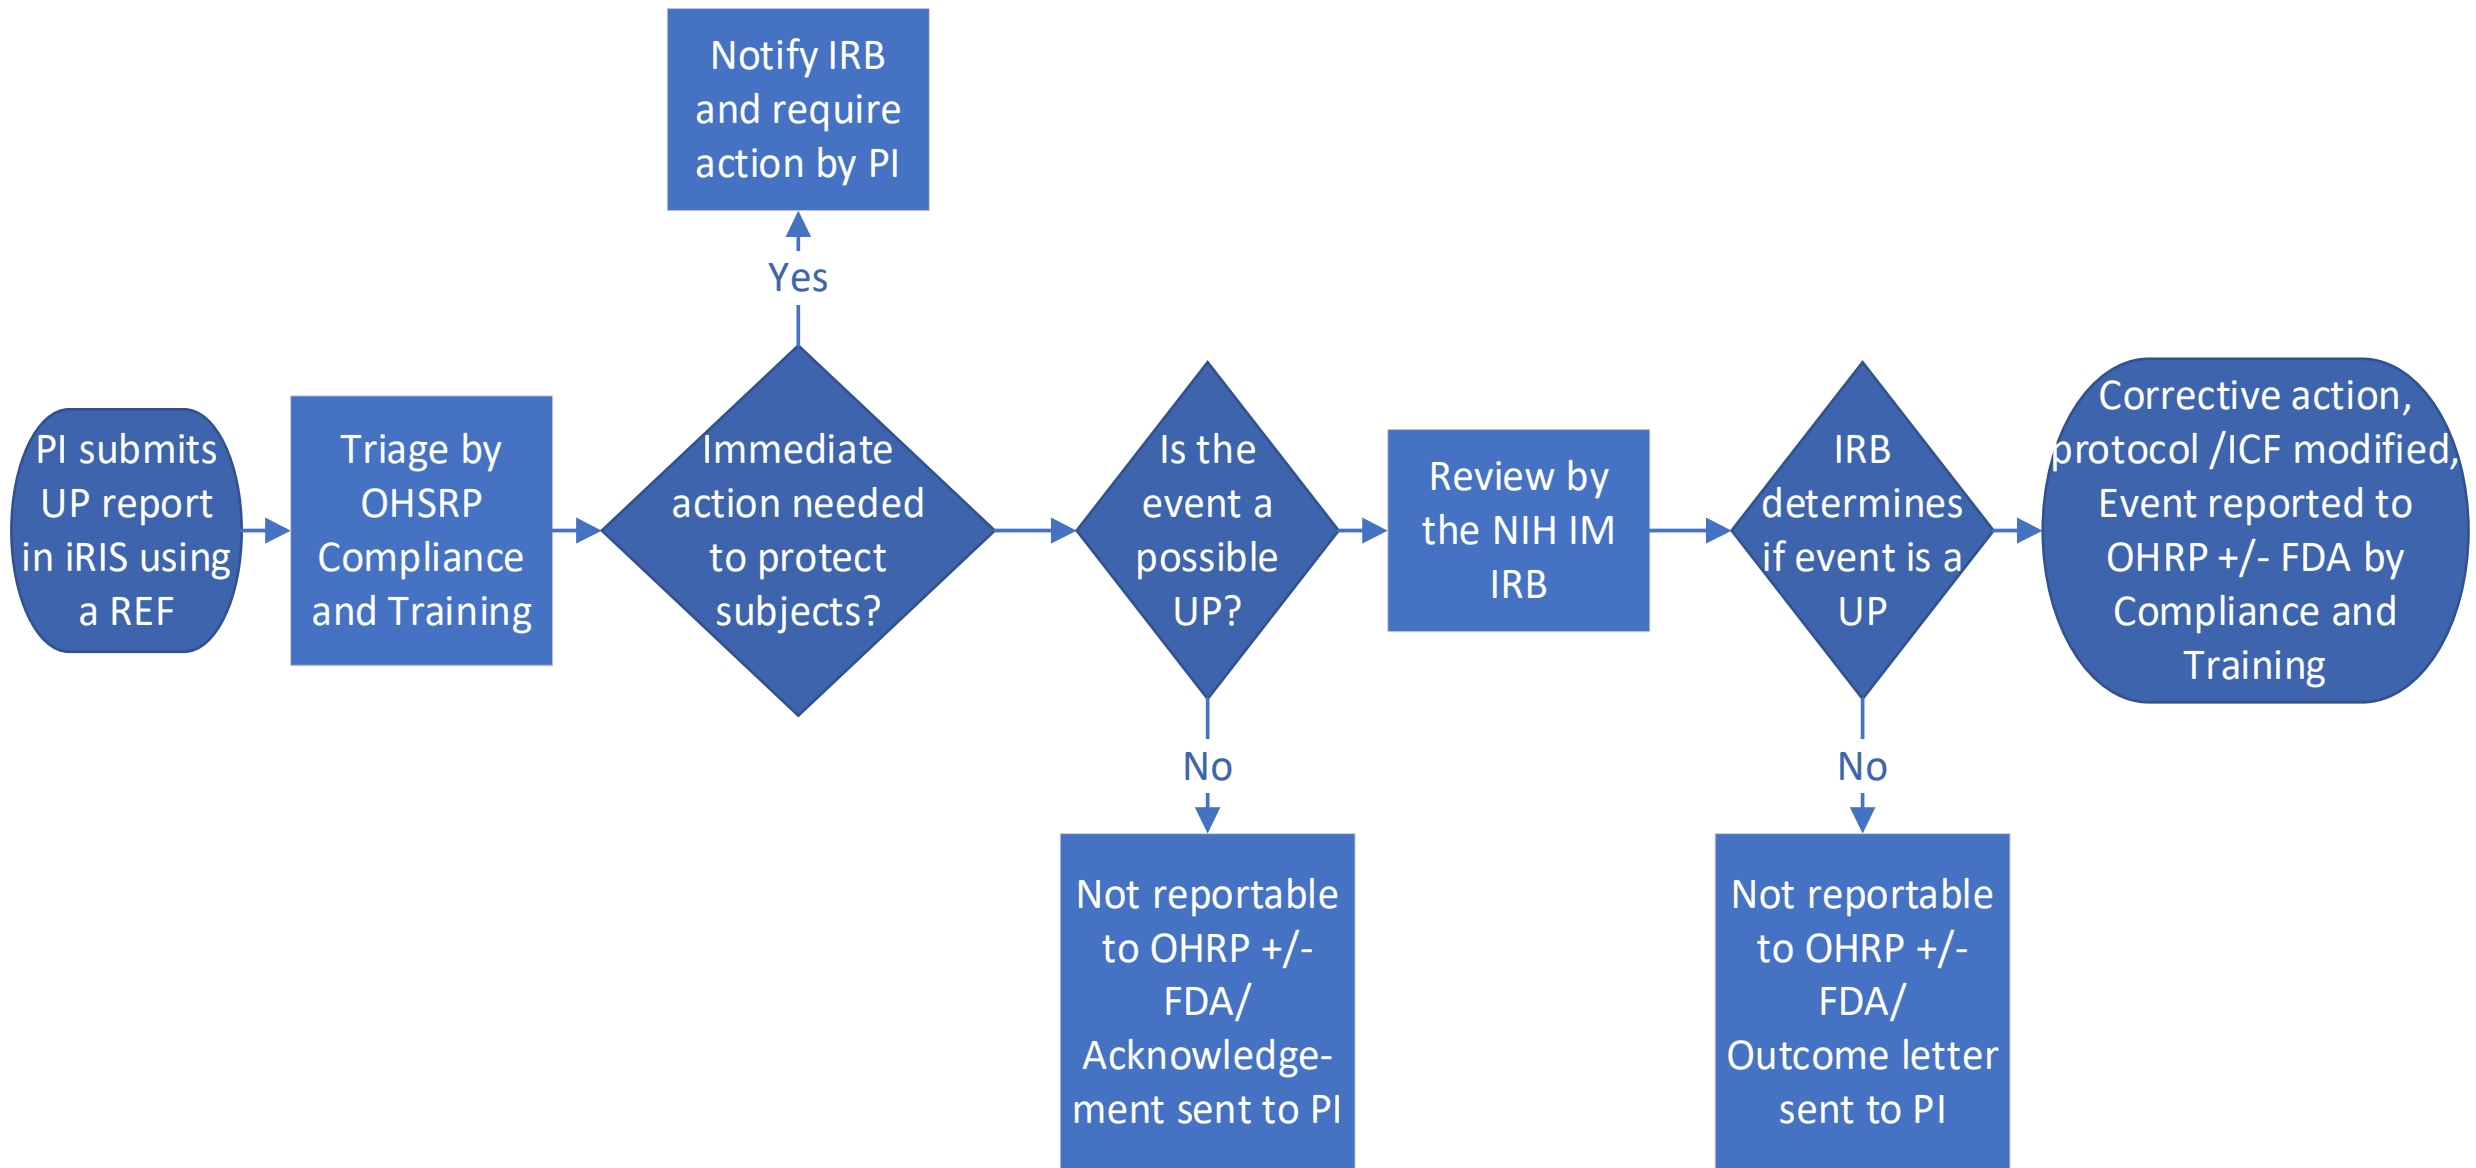 Notify IRB
and require
action by PI
Yes
PI submits
UP report
in iRIS using
a REF
Triage by
OHSRP
Compliance
and Training
Immediate
action needed
to protect
subjects?
Is the
event a
possible
UP?
Review by
the NIH IM
IRB
IRB
determines
if event is a
UP
Corrective action,
protocol /ICF modified,
Event reported to
OHRP +/- FDA by
Compliance and
Training
No
Not reportable
to OHRP +/-
FDA/
Acknowledge-
ment sent to PI
No
Not reportable
to OHRP +/-
FDA/
Outcome letter
sent to PI